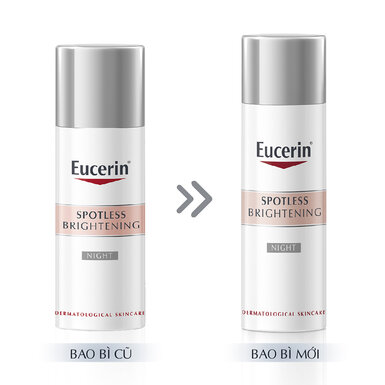 Eucerin®
SPOTLESS
BRIGHTENING
NIGHT
DERMATOLOGICAL SKINCARE
BAO BÌ CŨ
Eucerin®
SPOTLESS
BRIGHTENING
NIGHT
DERMATOLOGICAL SKINCARE
BAO BÌ MỚI